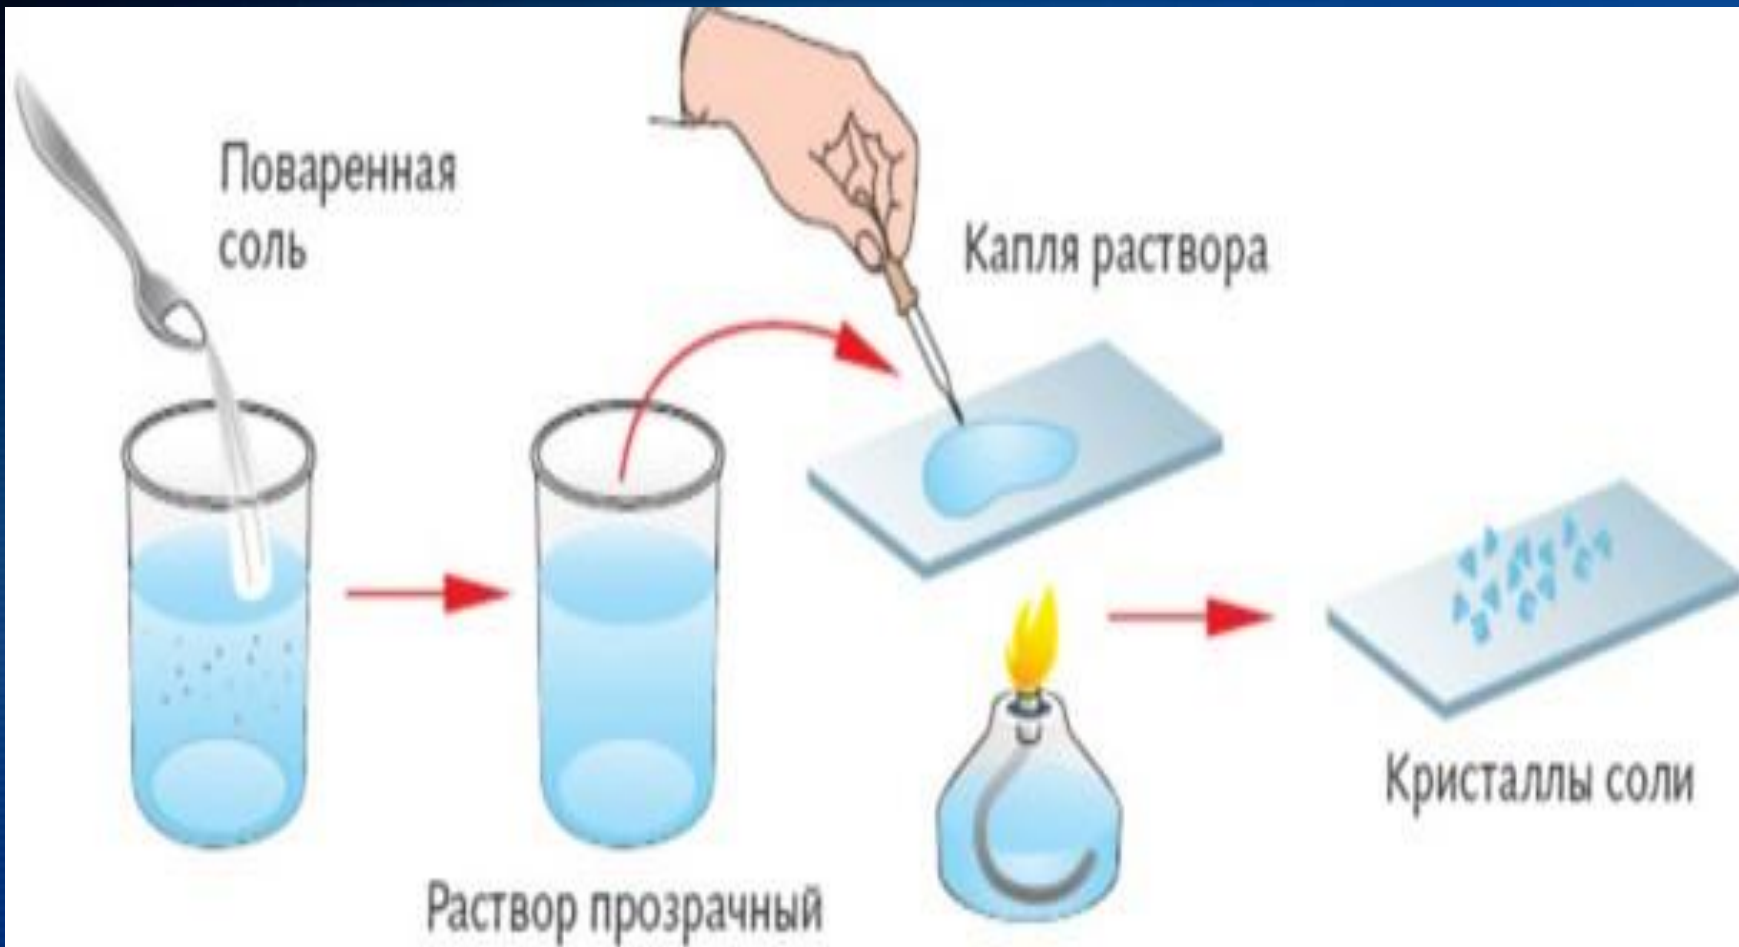 Поваренная
соль
Капля раствора
Кристаллы соли
Раствор прозрачный